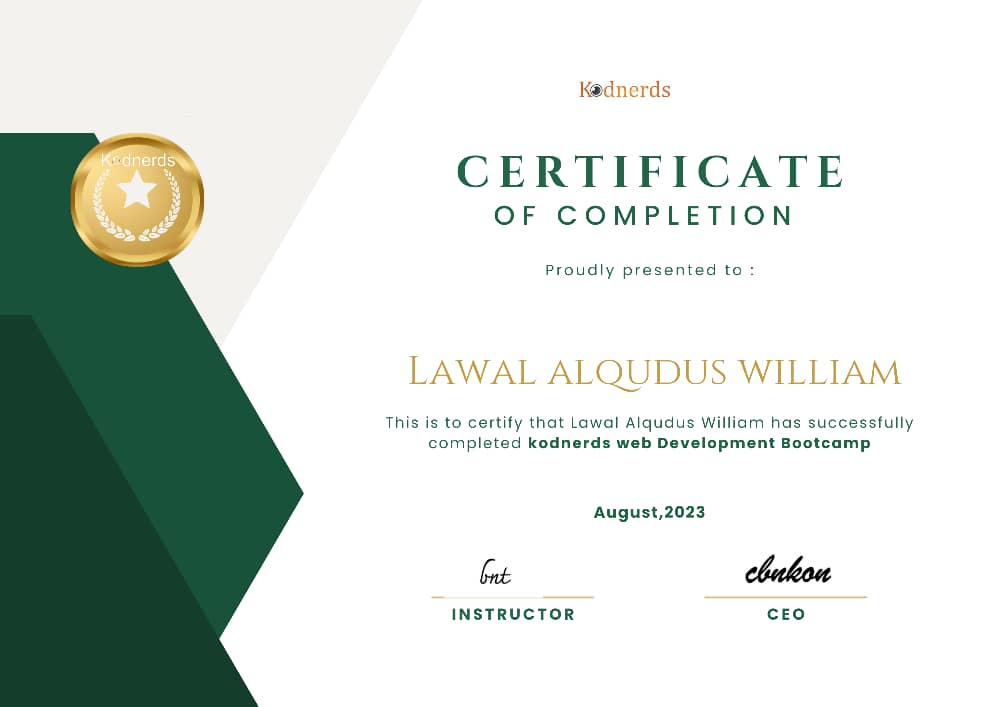 Kodnerds
Kodnerds
CERTIFICATE
OF COMPLETION
Proudly presented to :
LAWAL ALQUDUS WILLIAM
This is to certify that Lawal Alqudus William has successfully
completed kodnerds web Development Bootcamp
August,2023
bnt
cbnkon
INSTRUCTOR
CEO